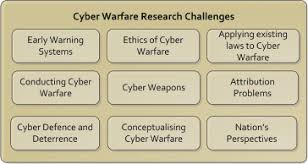 Cyber Warfare Research Challenges
Early Warning
Systems
Ethics of Cyber
Warfare
Applying existing
laws to Cyber
Warfare
Conducting Cyber
Warfare
Cyber Weapons
Attribution
Problems
Cyber Defence and
Deterrence
Conceptualising
Cyber Warfare
Nation's
Perspectives